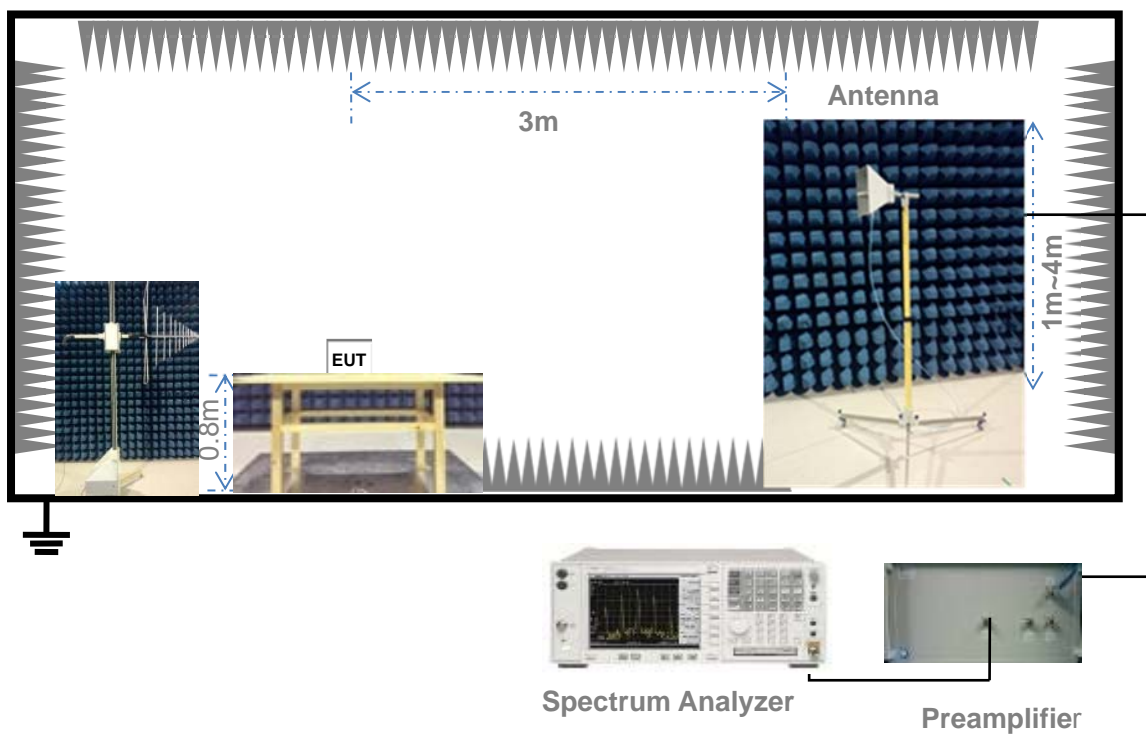 Antenna
3m
1m~4m
EUT
0.8m
Spectrum Analyzer
Preamplifier